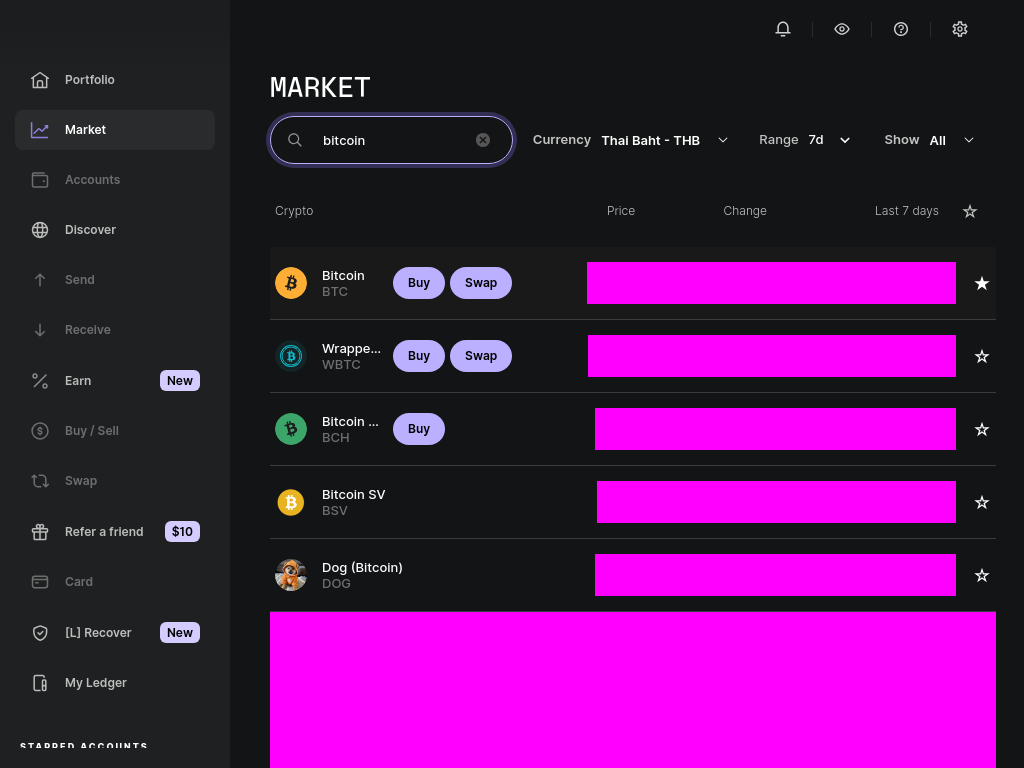 Portfolio
Market
Accounts
Discover
Send
Receive
Earn New
Buy / Sell
Swap
Refer a friend $10
Card
[L] Recover New
My Ledger
STARRED ACCOUNTS
MARKET
bitcoin
Currency Thai Baht - THB
Range 7d
Show All
Crypto Price Change Last 7 days
Bitcoin
BTC
Buy Swap
Wrappe...
WBTC
Buy Swap
Bitcoin ...
BCH
Buy
Bitcoin SV
BSV
Dog (Bitcoin)
DOG